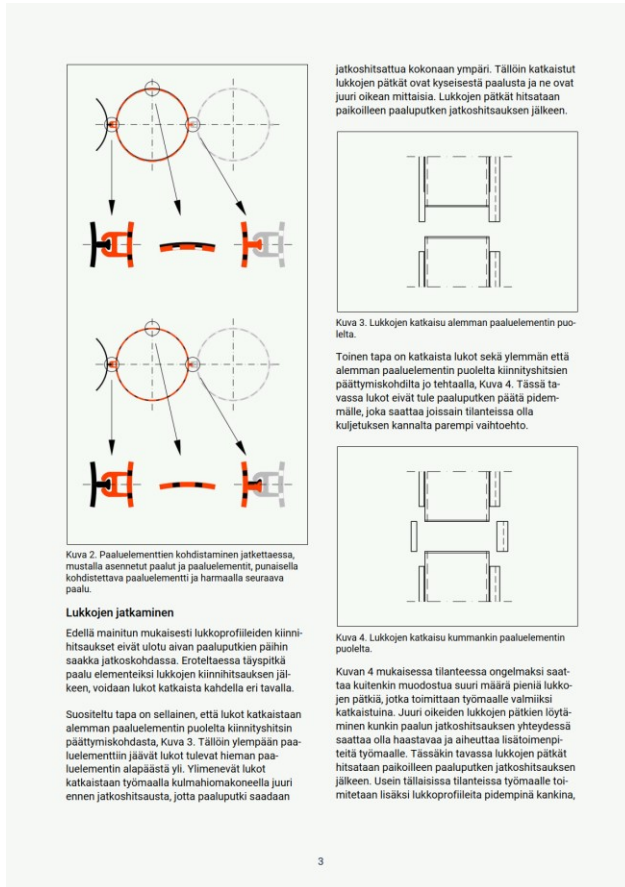 Kuva 2. Paaluelementtien kohdistaminen jatkettaessa,
mustalla asennetut paalut ja paaluelementit, punaisella
kohdistettava paaluelementti ja harmaalla seuraava
paalu.
Lukkojen jatkaminen
Edellä mainitun mukaisesti lukkoprofiileiden kiinni-
hitsaukset eivät ulotu aivan paaluputkien päihin
saakka jatkoskohdassa. Eroteltaessa täyspitkä
paalu elementeiksi lukkojen kiinnihitsauksen jäl-
keen, voidaan lukot katkaista kahdella eri tavalla.
Suositeltu tapa on sellainen, että lukot katkaistaan
alemman paaluelementin puolelta kiinnityshitsin
päättymiskohdasta, Kuva 3. Tällöin ylempään paa-
luelementtiin jäävät lukot tulevat hieman paa-
luelementin alapäästä yli. Ylimenevät lukot
katkaistaan työmaalla kulmahiomakoneella juuri
ennen jatkoshitsausta, jotta paaluputki saadaan
jatkoshitsattua kokonaan ympäri. Tällöin katkaistut
lukkojen pätkät ovat kyseisestä paalusta ja ne ovat
juuri oikean mittaisia. Lukkojen pätkät hitsataan
paikoilleen paaluputken jatkoshitsauksen jälkeen.
Kuva 3. Lukkojen katkaisu alemman paaluelementin puo-
lelta.
Toinen tapa on katkaista lukot sekä ylemmän että
alemman paaluelementin puolelta kiinnityshitsien
päättymiskohdilta jo tehtaalla, Kuva 4. Tässä ta-
vassa lukot eivät tule paaluputken päätä pidem-
mälle, joka saattaa joissain tilanteissa olla
kuljetuksen kannalta parempi vaihtoehto.
Kuva 4. Lukkojen katkaisu kummankin paaluelementin
puolelta.
Kuvan 4 mukaisessa tilanteessa ongelmaksi saat-
taa kuitenkin muodostua suuri määrä pieniä lukko-
jen pätkiä, jotka toimittaan työmaalle valmiiksi
katkaistuina. Juuri oikeiden lukkojen pätkien löytä-
minen kunkin paalun jatkoshitsauksen yhteydessä
saattaa olla haastavaa ja aiheuttaa lisätoimenpi-
teitä työmaalle. Tässäkin tavassa lukkojen pätkät
hitsataan paikoilleen paaluputken jatkoshitsauksen
jälkeen. Usein tällaisissa tilanteissa työmaalle toi-
mitetaan lisäksi lukkoprofiileita pidempinä kankina,
3